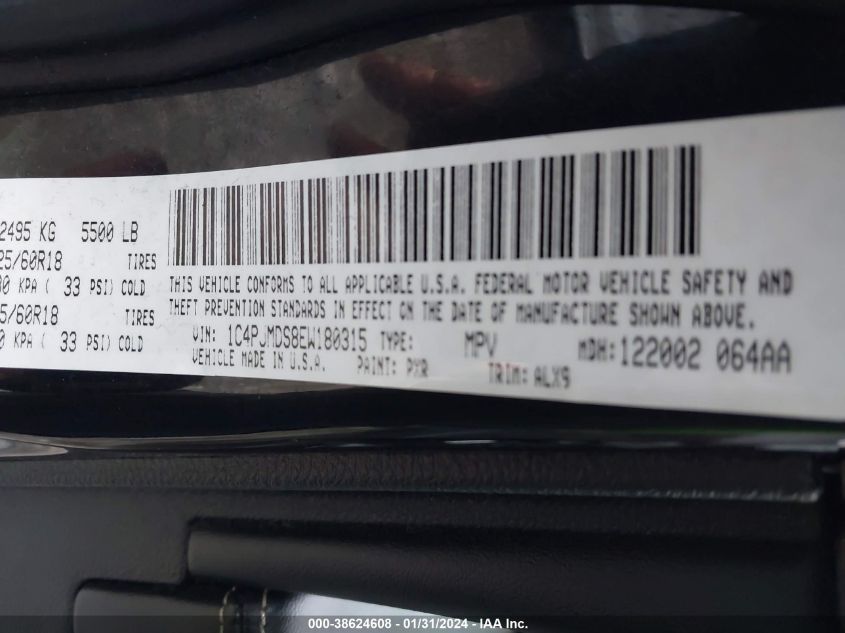 2495 KG 5500 LB
25/60R18 TIRES
30 KPA ( 33 PSI) COLD
5/60R18 TIRES
0 KPA ( 33 PSI) COLD
THIS VEHICLE CONFORMS TO ALL APPLICABLE U.S.A. FEDERAL MOTOR VEHICLE SAFETY AND
THEFT PREVENTION STANDARDS IN EFFECT ON THE DATE OF MANUFACTURE SHOWN ABOVE.
VIN: 1C4PJMDS8EW180315 TYPE: MPV MDH:122002 064AA
VEHICLE MADE IN U.S.A. PAINT: PXR TRIM: ALX9
000-38624608 - 01/31/2024 - IAA Inc.